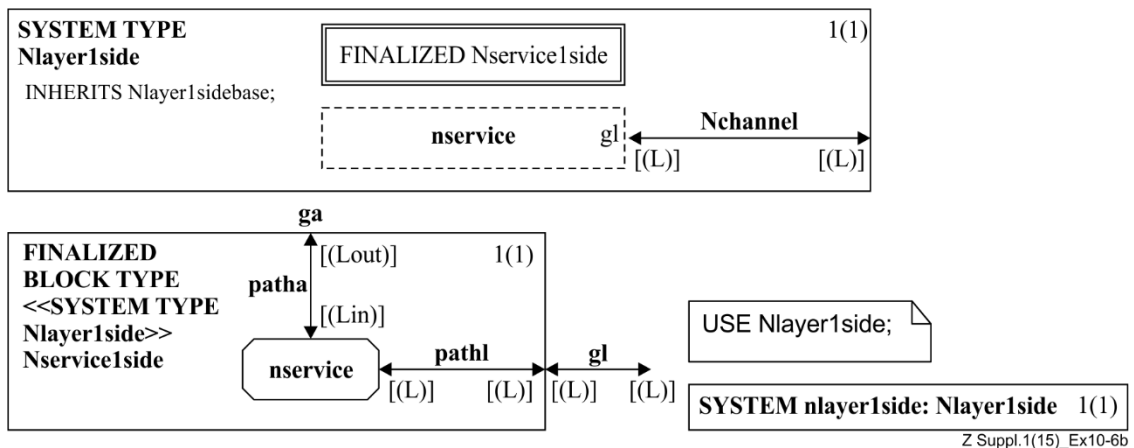 SYSTEM TYPE
Nlayer1side
1(1)
INHERITS Nlayer1sidebase;
FINALIZED Nservice1side
nservice
gl
Nchannel
[(L)]
[(L)]
ga
FINALIZED
BLOCK TYPE
<<SYSTEM TYPE
Nlayer1side>>
Nservice1side
1(1)
[(Lout)]
patha
[(Lin)]
nservice
pathl
[(L)]
[(L)]
gl
[(L)]
[(L)]
USE Nlayer1side;
SYSTEM nlayer1side: Nlayer1side 1(1)
Z Suppl.1(15)_Ex10-6b